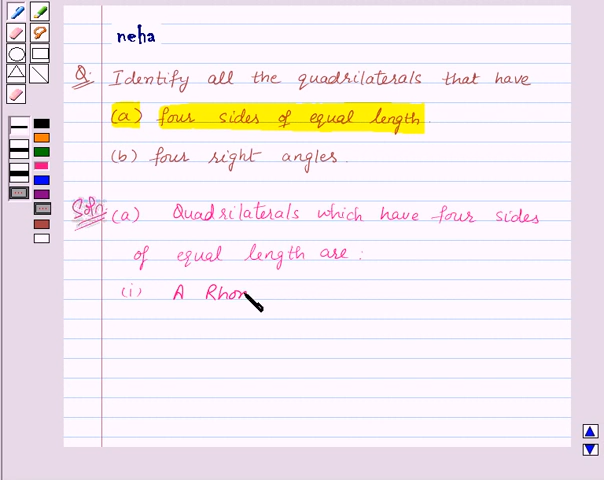 neha
Q. Identify all the quadrilaterals that have
(a) four sides of equal length.
(b) four right angles.
Soln: (a) Quadrilaterals which have four sides
of equal length are:
(i) A Rhom